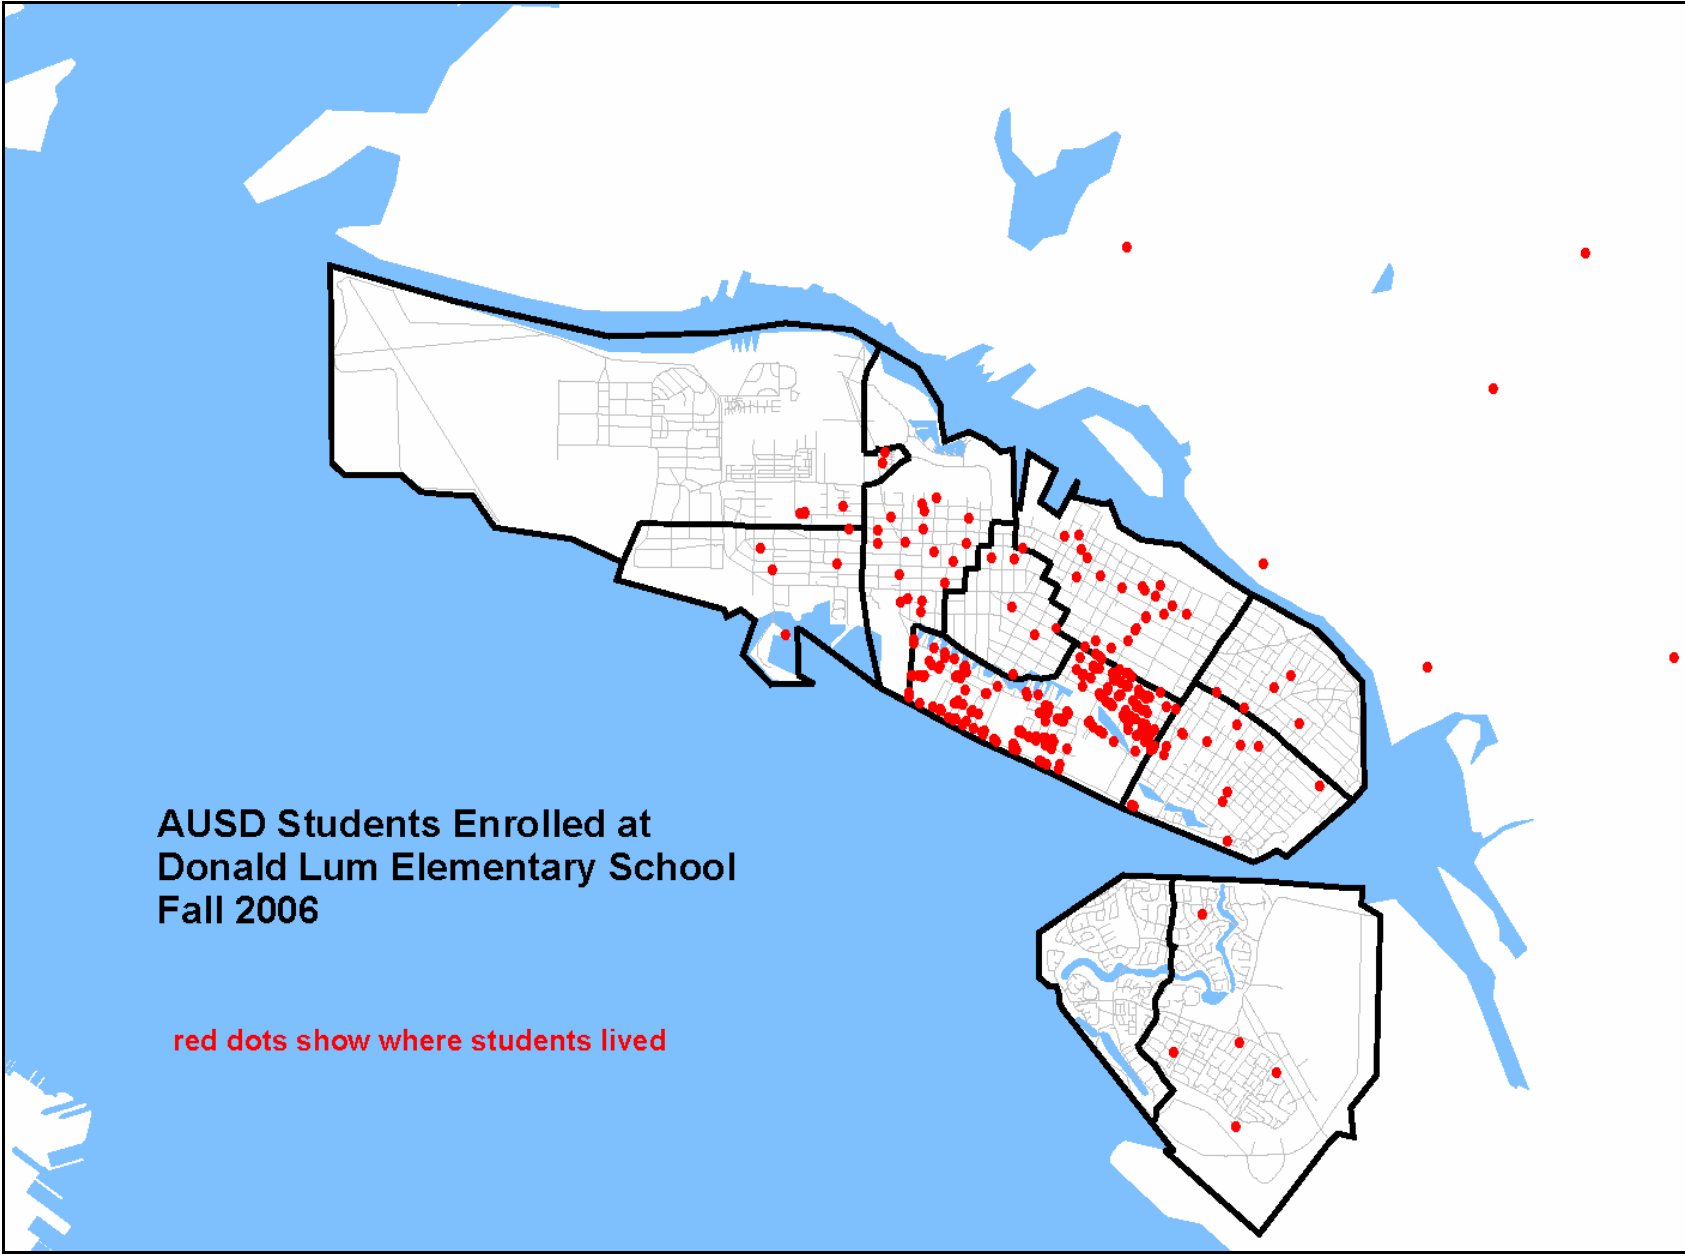 AUSD Students Enrolled at
Donald Lum Elementary School
Fall 2006
red dots show where students lived